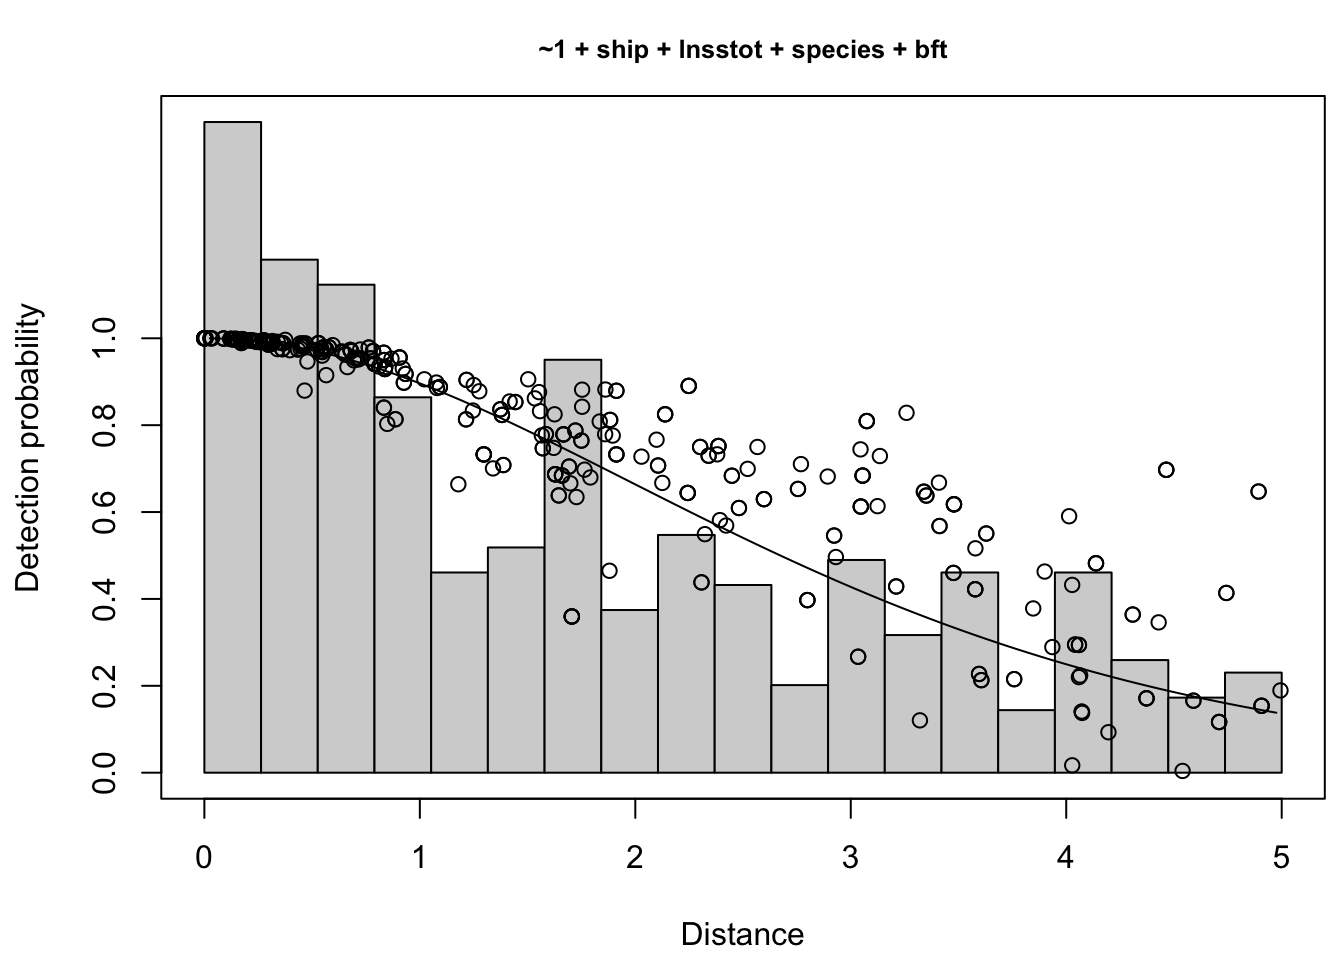 ~1 + ship + lnsstot + species + bft
Detection probability
1.0
0.8
0.6
0.4
0.2
0.0
0 1 2 3 4 5
Distance